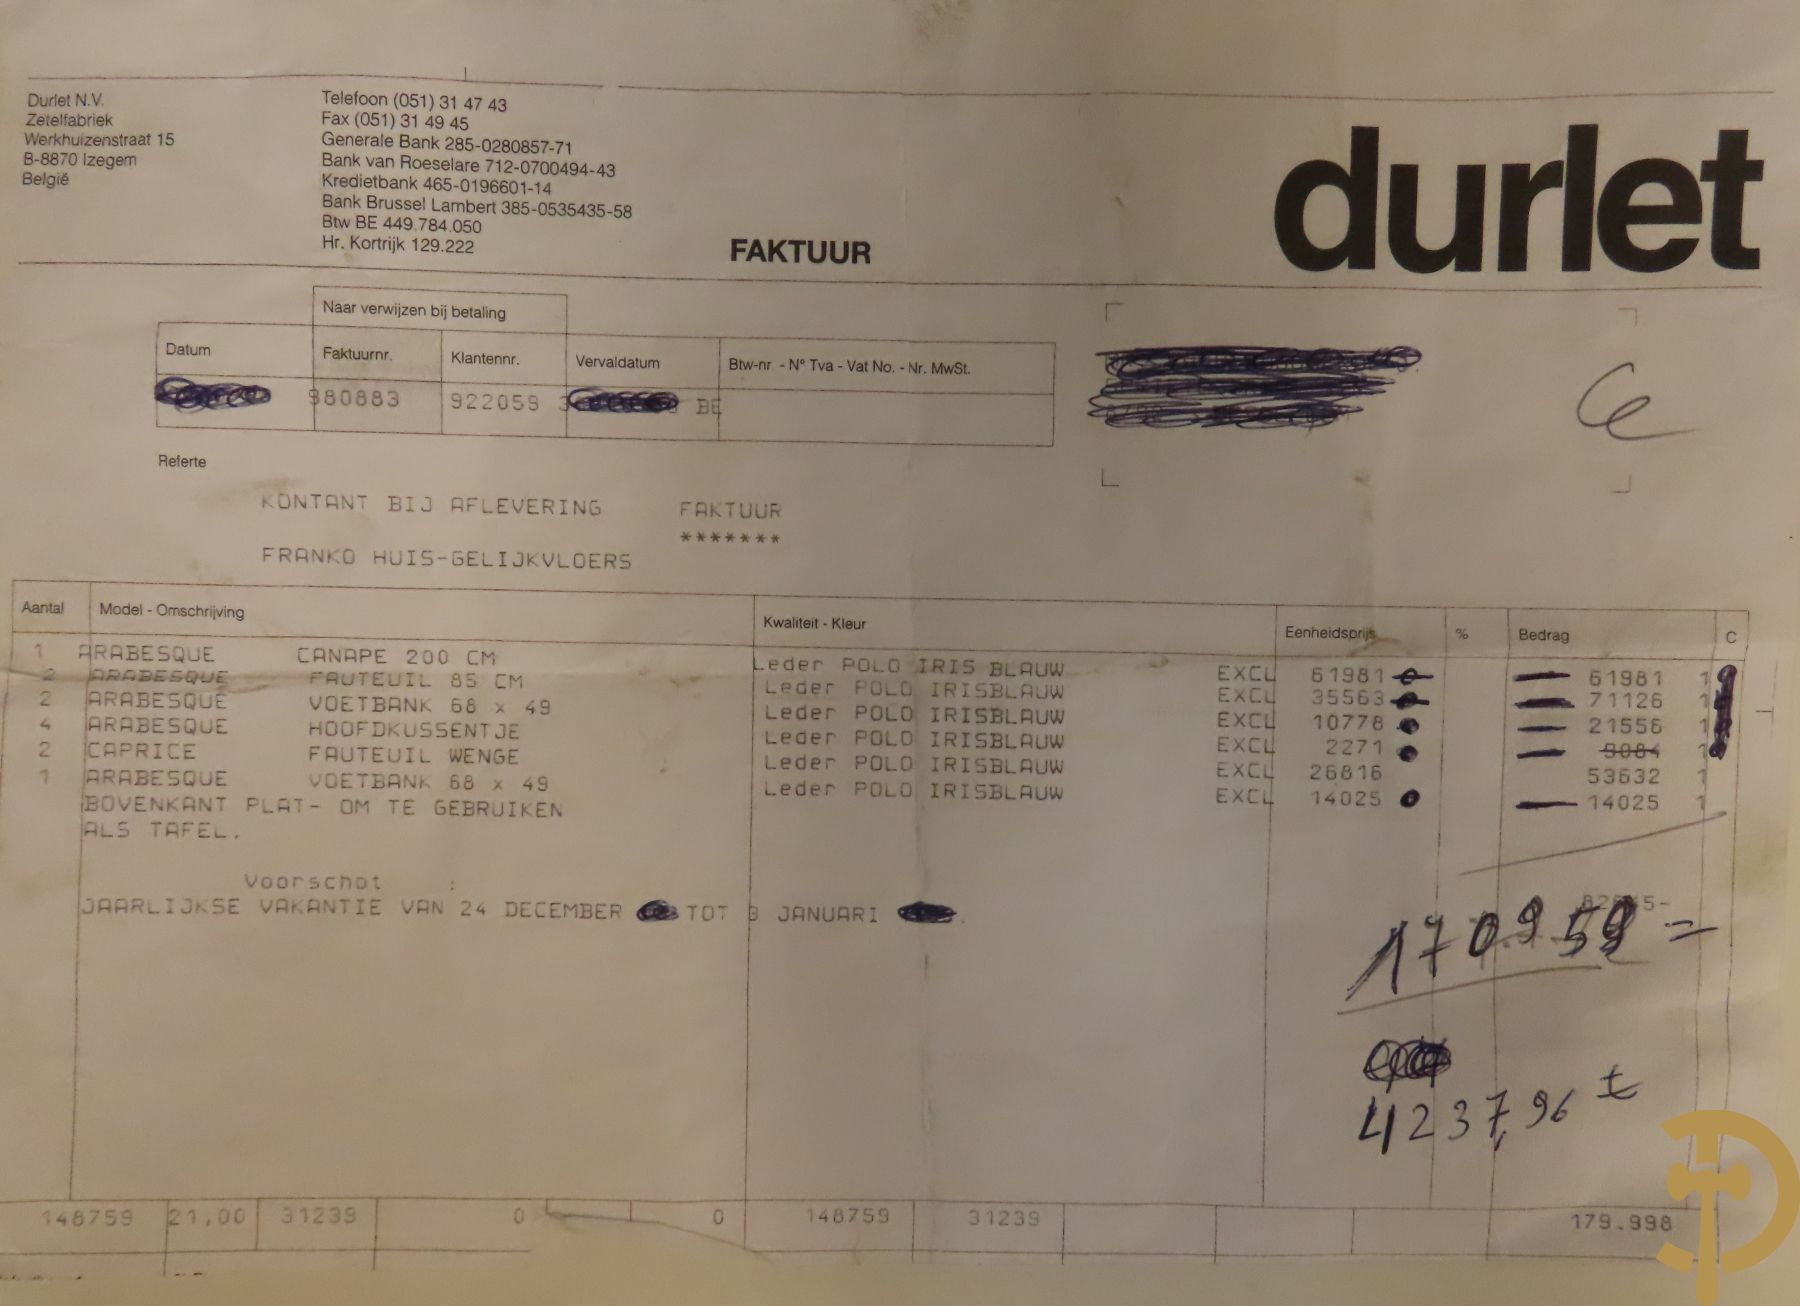 Durlet N.V.
Zetelfabriek
Werkhuizenstraat 15
B-8870 Izegem
België
Telefoon (051) 31 47 43
Fax (051) 31 49 45
Generale Bank 285-0280857-71
Bank van Roeselare 712-0700494-43
Kredietbank 465-0196601-14
Bank Brussel Lambert 385-0535435-58
Btw BE 449.784.050
Hr. Kortrijk 129.222
FAKTUUR
durlet
Naar verwijzen bij betaling
Datum Faktuurnr. Klantennr. Vervaldatum Btw-nr. - N° Tva - Vat No. - Nr. MwSt.
980883 922059 BE
Referte
KONTANT BIJ AFLEVERING FAKTUUR
*******
FRANKO HUIS-GELIJKVLOERS
Aantal Model - Omschrijving Kwaliteit - Kleur Eenheidsprijs % Bedrag C
1 ARABESQUE CANAPE 200 CM Leder POLO IRIS BLAUW EXCL 61981 61981 1
2 ARABESQUE FAUTEUIL 85 CM Leder POLO IRISBLAUW EXCL 35563 71126 1
2 ARABESQUE VOETBANK 68 x 49 Leder POLO IRISBLAUW EXCL 10778 21556 1
4 ARABESQUE HOOFDKUSSENTJE Leder POLO IRISBLAUW EXCL 2271 9084 1
2 CAPRICE FAUTEUIL WENGE Leder POLO IRISBLAUW EXCL 26816 53632 1
1 ARABESQUE VOETBANK 68 x 49 Leder POLO IRISBLAUW EXCL 14025 14025 1
BOVENKANT PLAT- OM TE GEBRUIKEN
ALS TAFEL.
Voorschot :
JAARLIJKSE VAKANTIE VAN 24 DECEMBER TOT 3 JANUARI .
170.959=
4237,96
148759 21,00 31239 0 0 148759 31239 179.998